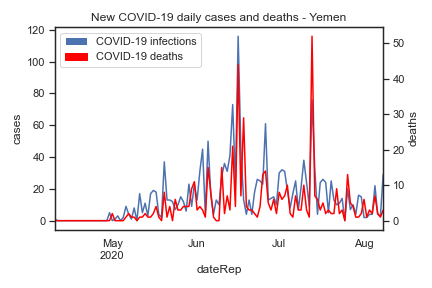 New COVID-19 daily cases and deaths - Yemen
COVID-19 infections
COVID-19 deaths
cases
deaths
120
100
80
60
40
20
0
50
40
30
20
10
0
May
2020
Jun
Jul
Aug
dateRep